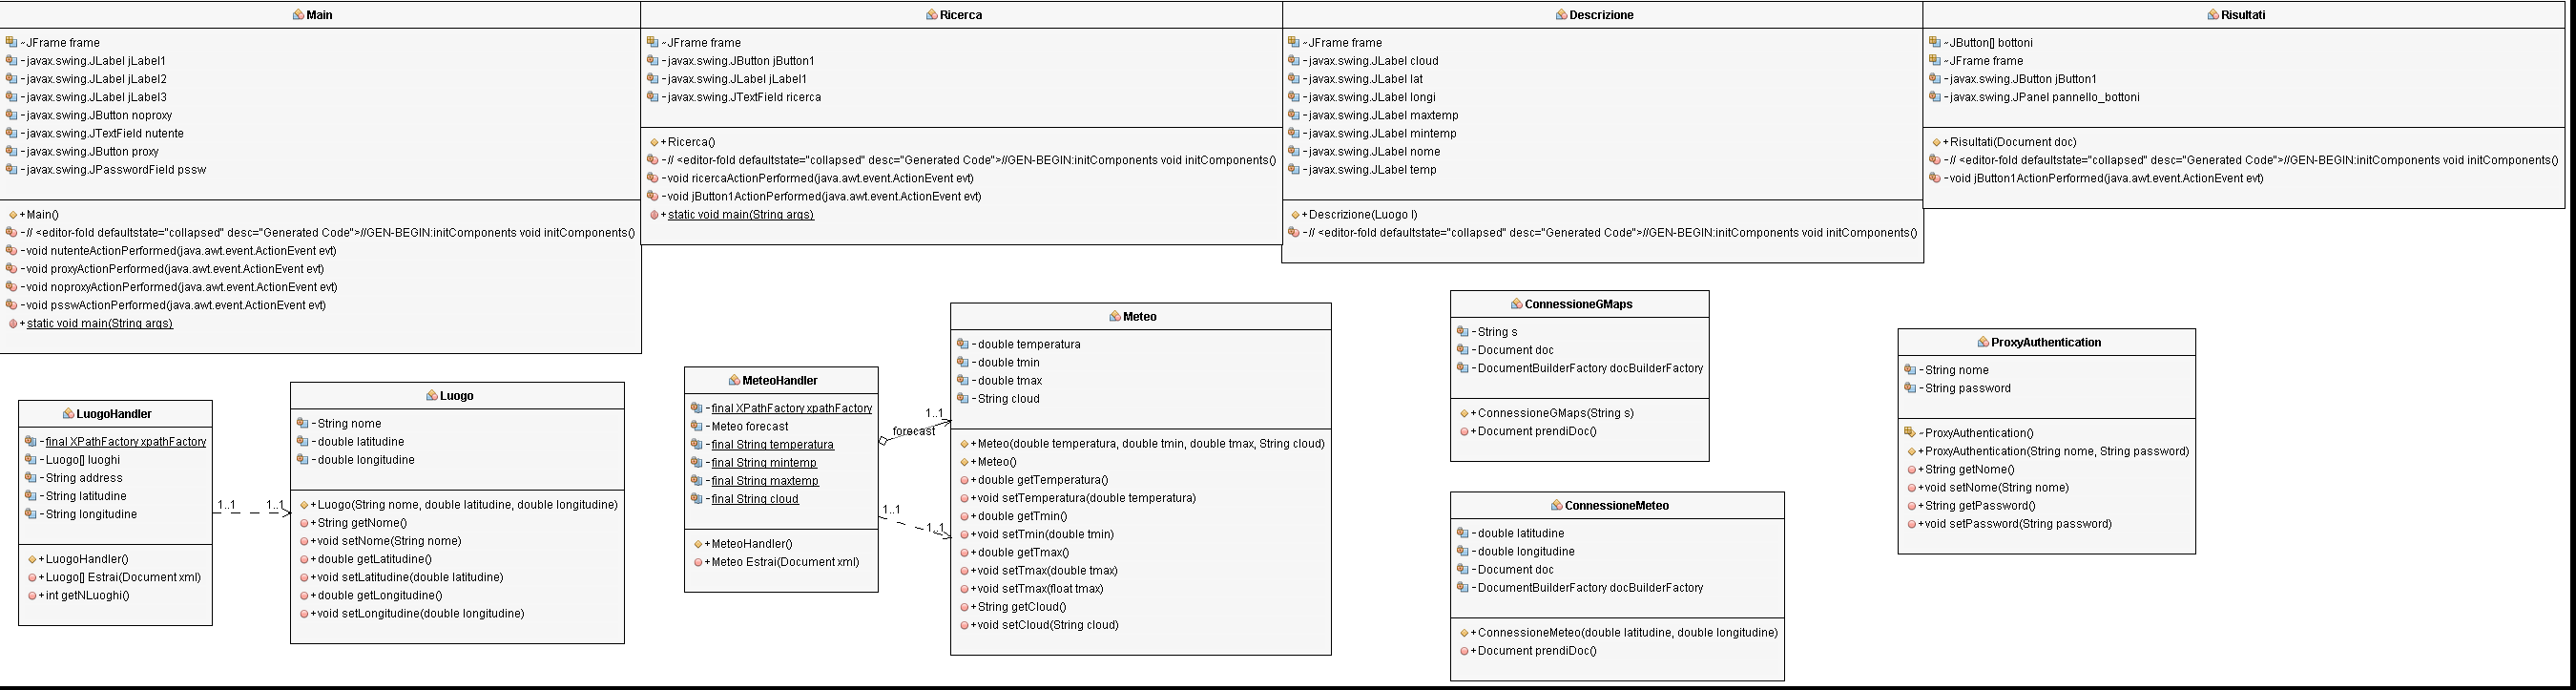 Main
~JFrame frame
-javax.swing.JLabel jLabel1
-javax.swing.JLabel jLabel2
-javax.swing.JLabel jLabel3
-javax.swing.JButton noproxy
-javax.swing.JTextField nutente
-javax.swing.JButton proxy
-javax.swing.JPasswordField pssw
+Main()
-// <editor-fold defaultstate="collapsed" desc="Generated Code">//GEN-BEGIN:initComponents void initComponents()
-void nutenteActionPerformed(java.awt.event.ActionEvent evt)
-void proxyActionPerformed(java.awt.event.ActionEvent evt)
-void noproxyActionPerformed(java.awt.event.ActionEvent evt)
-void psswActionPerformed(java.awt.event.ActionEvent evt)
+static void main(String args)
Ricerca
~JFrame frame
-javax.swing.JButton jButton1
-javax.swing.JLabel jLabel1
-javax.swing.JTextField ricerca
+Ricerca()
-// <editor-fold defaultstate="collapsed" desc="Generated Code">//GEN-BEGIN:initComponents void initComponents()
-void ricercaActionPerformed(java.awt.event.ActionEvent evt)
-void jButton1ActionPerformed(java.awt.event.ActionEvent evt)
+static void main(String args)
Descrizione
~JFrame frame
-javax.swing.JLabel cloud
-javax.swing.JLabel lat
-javax.swing.JLabel longi
-javax.swing.JLabel maxtemp
-javax.swing.JLabel mintemp
-javax.swing.JLabel nome
-javax.swing.JLabel temp
+Descrizione(Luogo l)
-// <editor-fold defaultstate="collapsed" desc="Generated Code">//GEN-BEGIN:initComponents void initComponents()
Risultati
~JButton[] bottoni
~JFrame frame
-javax.swing.JButton jButton1
-javax.swing.JPanel pannello_bottoni
+Risultati(Document doc)
-// <editor-fold defaultstate="collapsed" desc="Generated Code">//GEN-BEGIN:initComponents void initComponents()
-void jButton1ActionPerformed(java.awt.event.ActionEvent evt)
LuogoHandler
-final XPathFactory xpathFactory
-Luogo[] luoghi
-String address
-String latitudine
-String longitudine
+LuogoHandler()
+Luogo[] Estrai(Document xml)
+int getNLuoghi()
1..1
1..1
Luogo
-String nome
-double latitudine
-double longitudine
+Luogo(String nome, double latitudine, double longitudine)
+String getNome()
+void setNome(String nome)
+double getLatitudine()
+void setLatitudine(double latitudine)
+double getLongitudine()
+void setLongitudine(double longitudine)
MeteoHandler
-final XPathFactory xpathFactory
-Meteo forecast
-final String temperatura
-final String mintemp
-final String maxtemp
-final String cloud
+MeteoHandler()
+Meteo Estrai(Document xml)
1..1
forecast
1..1
1..1
Meteo
-double temperatura
-double tmin
-double tmax
-String cloud
+Meteo(double temperatura, double tmin, double tmax, String cloud)
+Meteo()
+double getTemperatura()
+void setTemperatura(double temperatura)
+double getTmin()
+void setTmin(double tmin)
+double getTmax()
+void setTmax(double tmax)
+void setTmax(float tmax)
+String getCloud()
+void setCloud(String cloud)
ConnessioneGMaps
-String s
-Document doc
-DocumentBuilderFactory docBuilderFactory
+ConnessioneGMaps(String s)
+Document prendiDoc()
ConnessioneMeteo
-double latitudine
-double longitudine
-Document doc
-DocumentBuilderFactory docBuilderFactory
+ConnessioneMeteo(double latitudine, double longitudine)
+Document prendiDoc()
ProxyAuthentication
-String nome
-String password
~ProxyAuthentication()
+ProxyAuthentication(String nome, String password)
+String getNome()
+void setNome(String nome)
+String getPassword()
+void setPassword(String password)